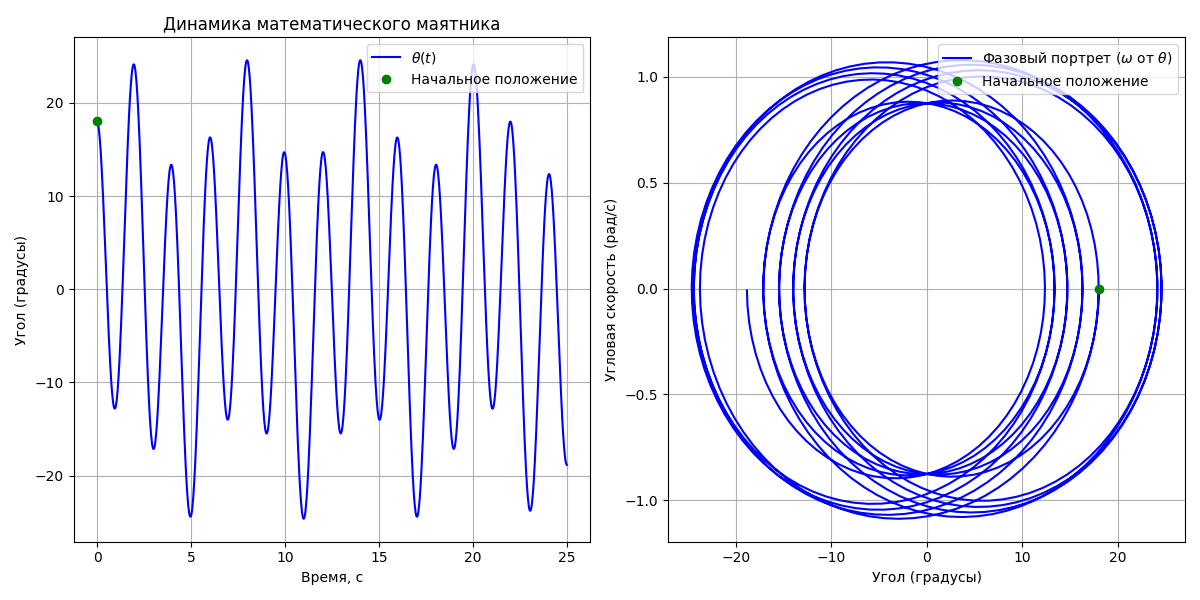 Динамика математического маятника
θ(t)
Начальное положение
20
10
0
−10
−20
Угол (градусы)
0
5
10
15
20
25
Время, с
Фазовый портрет (ω от θ)
Начальное положение
1.0
0.5
0.0
−0.5
−1.0
Угловая скорость (рад/с)
−20
−10
0
10
20
Угол (градусы)